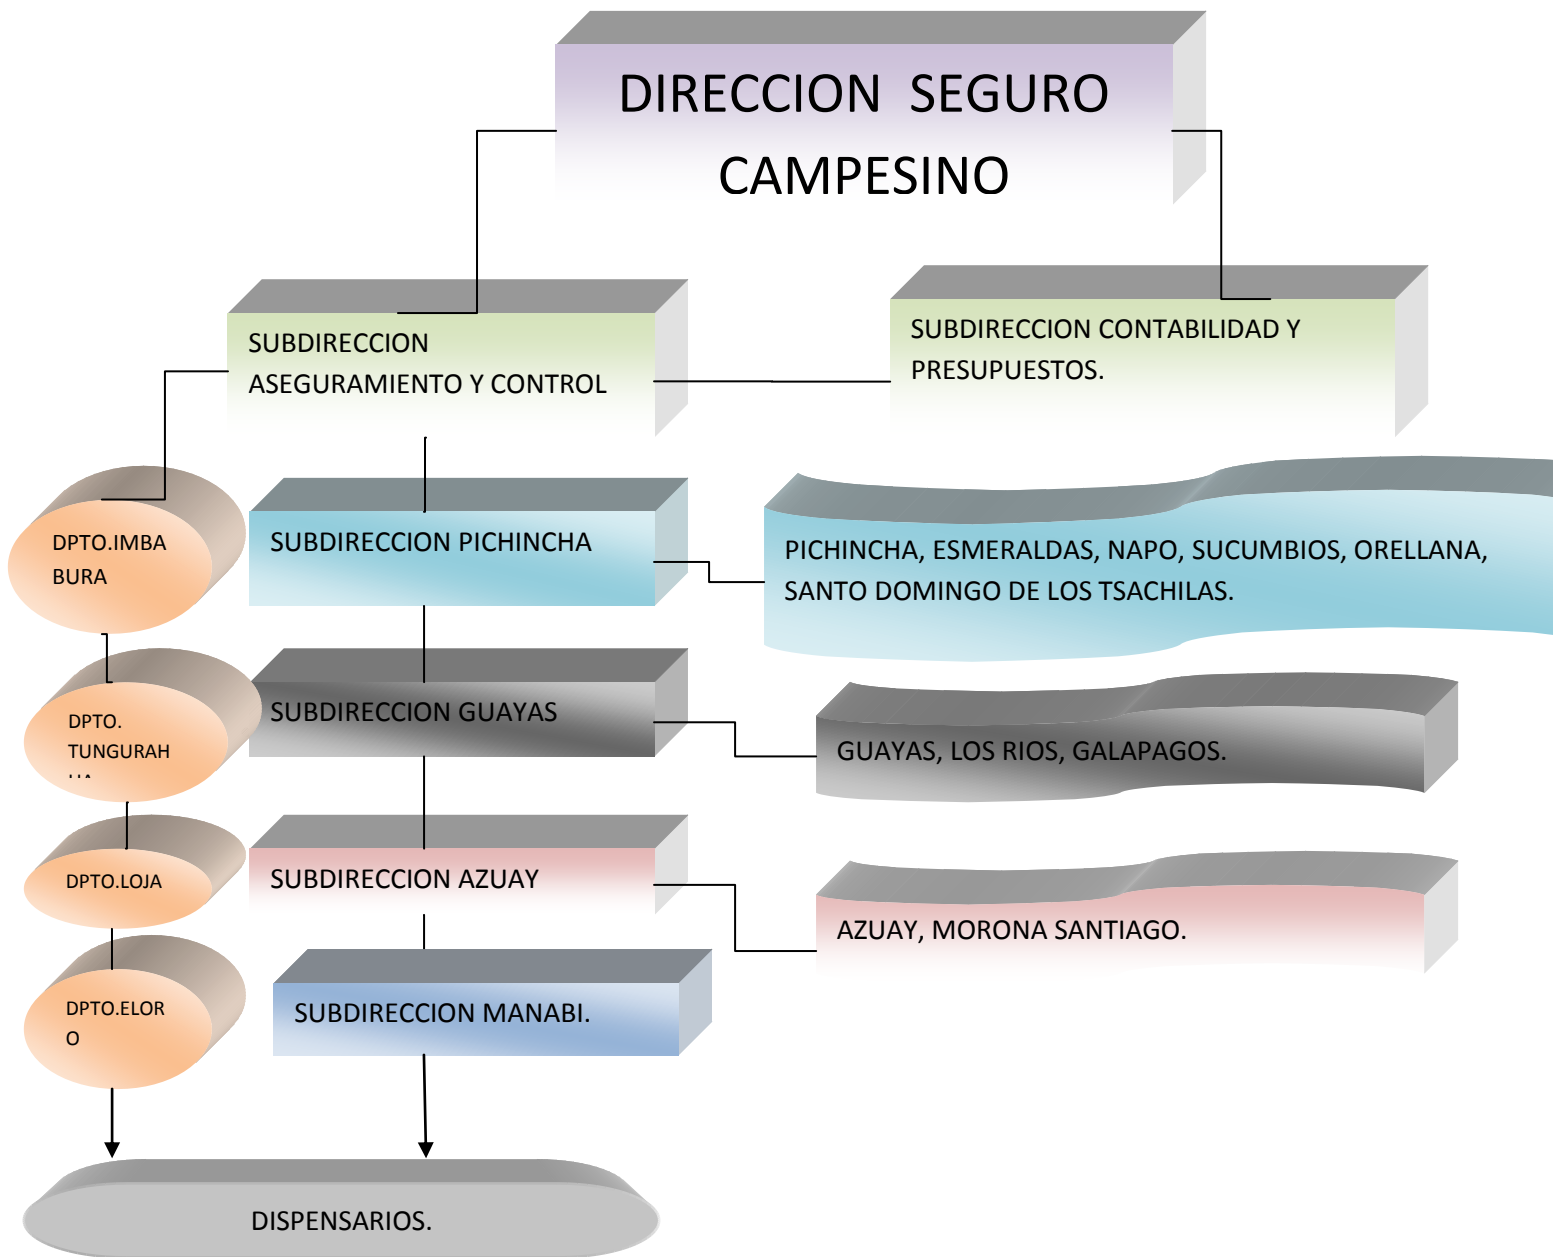 DIRECCION SEGURO
CAMPESINO
SUBDIRECCION
ASEGURAMIENTO Y CONTROL
SUBDIRECCION CONTABILIDAD Y
PRESUPUESTOS.
DPTO.IMBA
BURA
SUBDIRECCION PICHINCHA
PICHINCHA, ESMERALDAS, NAPO, SUCUMBIOS, ORELLANA,
SANTO DOMINGO DE LOS TSACHILAS.
DPTO.
TUNGURAH
SUBDIRECCION GUAYAS
GUAYAS, LOS RIOS, GALAPAGOS.
DPTO.LOJA
SUBDIRECCION AZUAY
AZUAY, MORONA SANTIAGO.
DPTO.ELOR
O
SUBDIRECCION MANABI.
DISPENSARIOS.